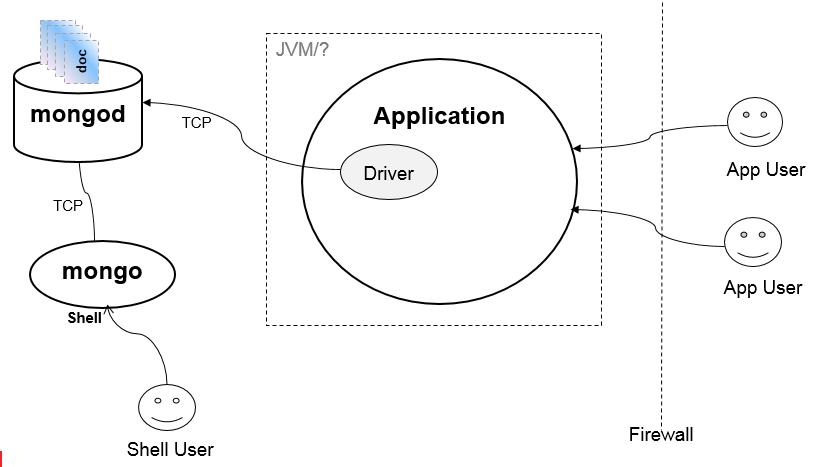 JVM/?
doc
mongod
Application
TCP
Driver
App User
TCP
mongo
App User
Shell
Firewall
Shell User